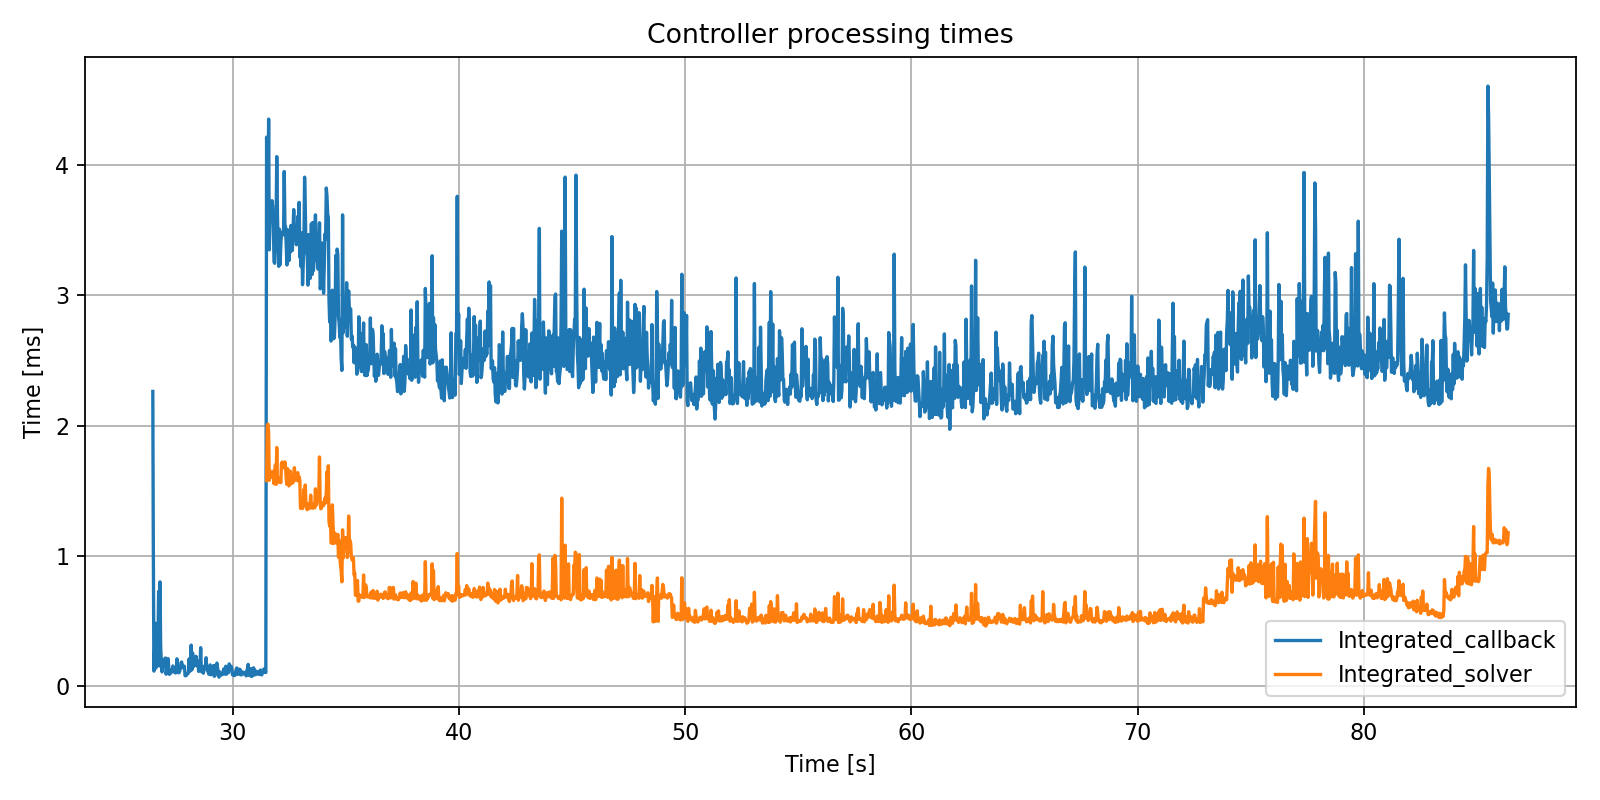 Controller processing times
Time [ms]
4
3
2
1
0
30 40 50 60 70 80
Time [s]
Integrated_callback
Integrated_solver